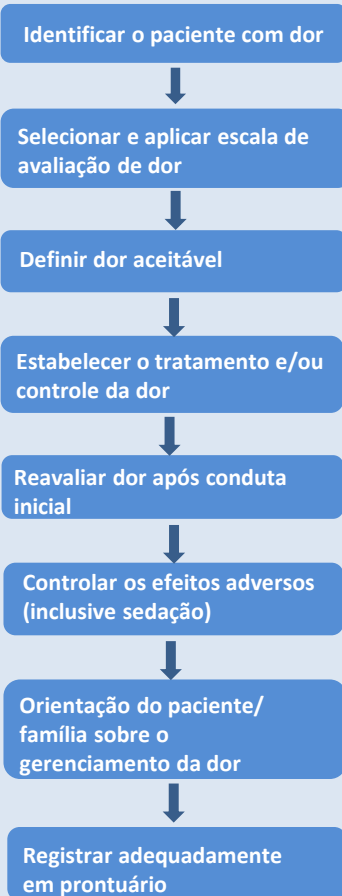 Identificar o paciente com dor
Selecionar e aplicar escala de
avaliação de dor
Definir dor aceitável
Estabelecer o tratamento e/ou
controle da dor
Reavaliar dor após conduta
inicial
Controlar os efeitos adversos
(inclusive sedação)
Orientação do paciente/
família sobre o
gerenciamento da dor
Registrar adequadamente
em prontuário